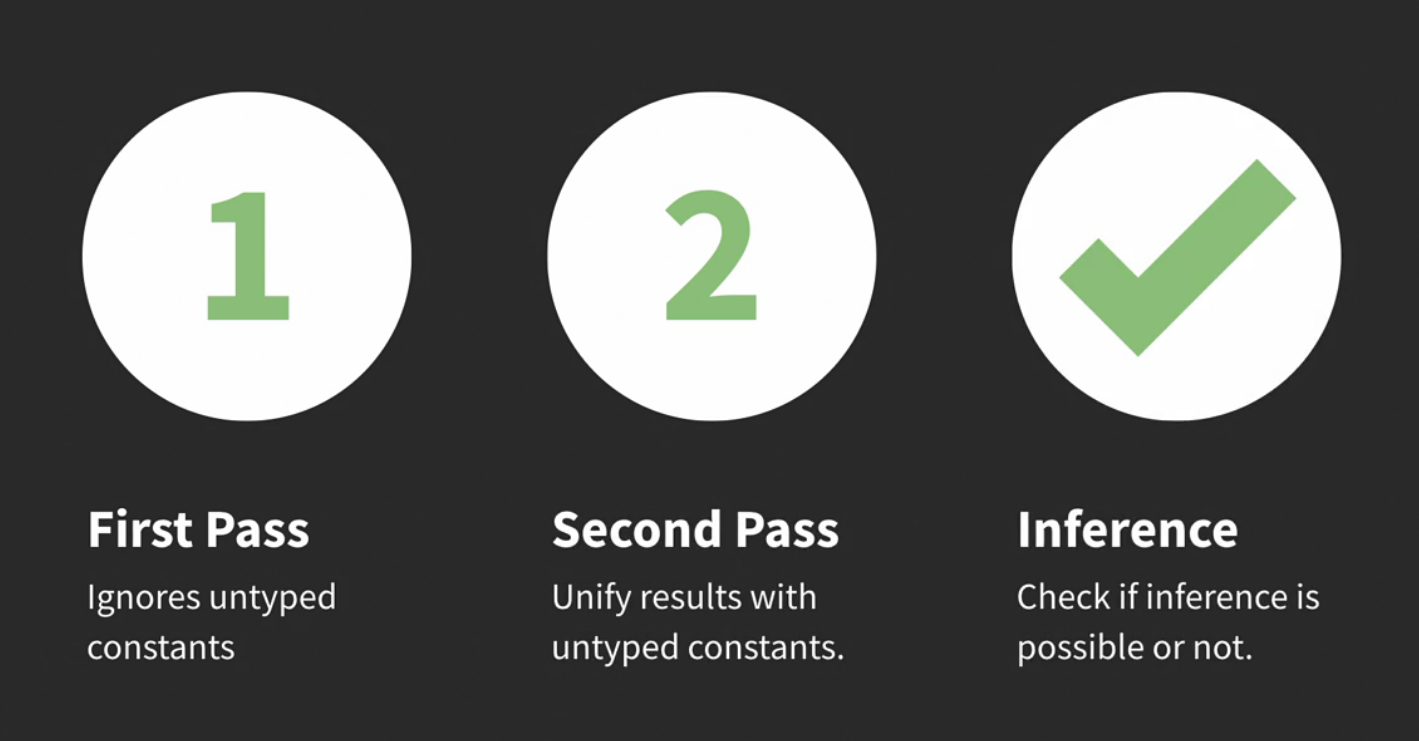 1
2
First Pass
Ignores untyped
constants
Second Pass
Unify results with
untyped constants.
Inference
Check if inference is
possible or not.